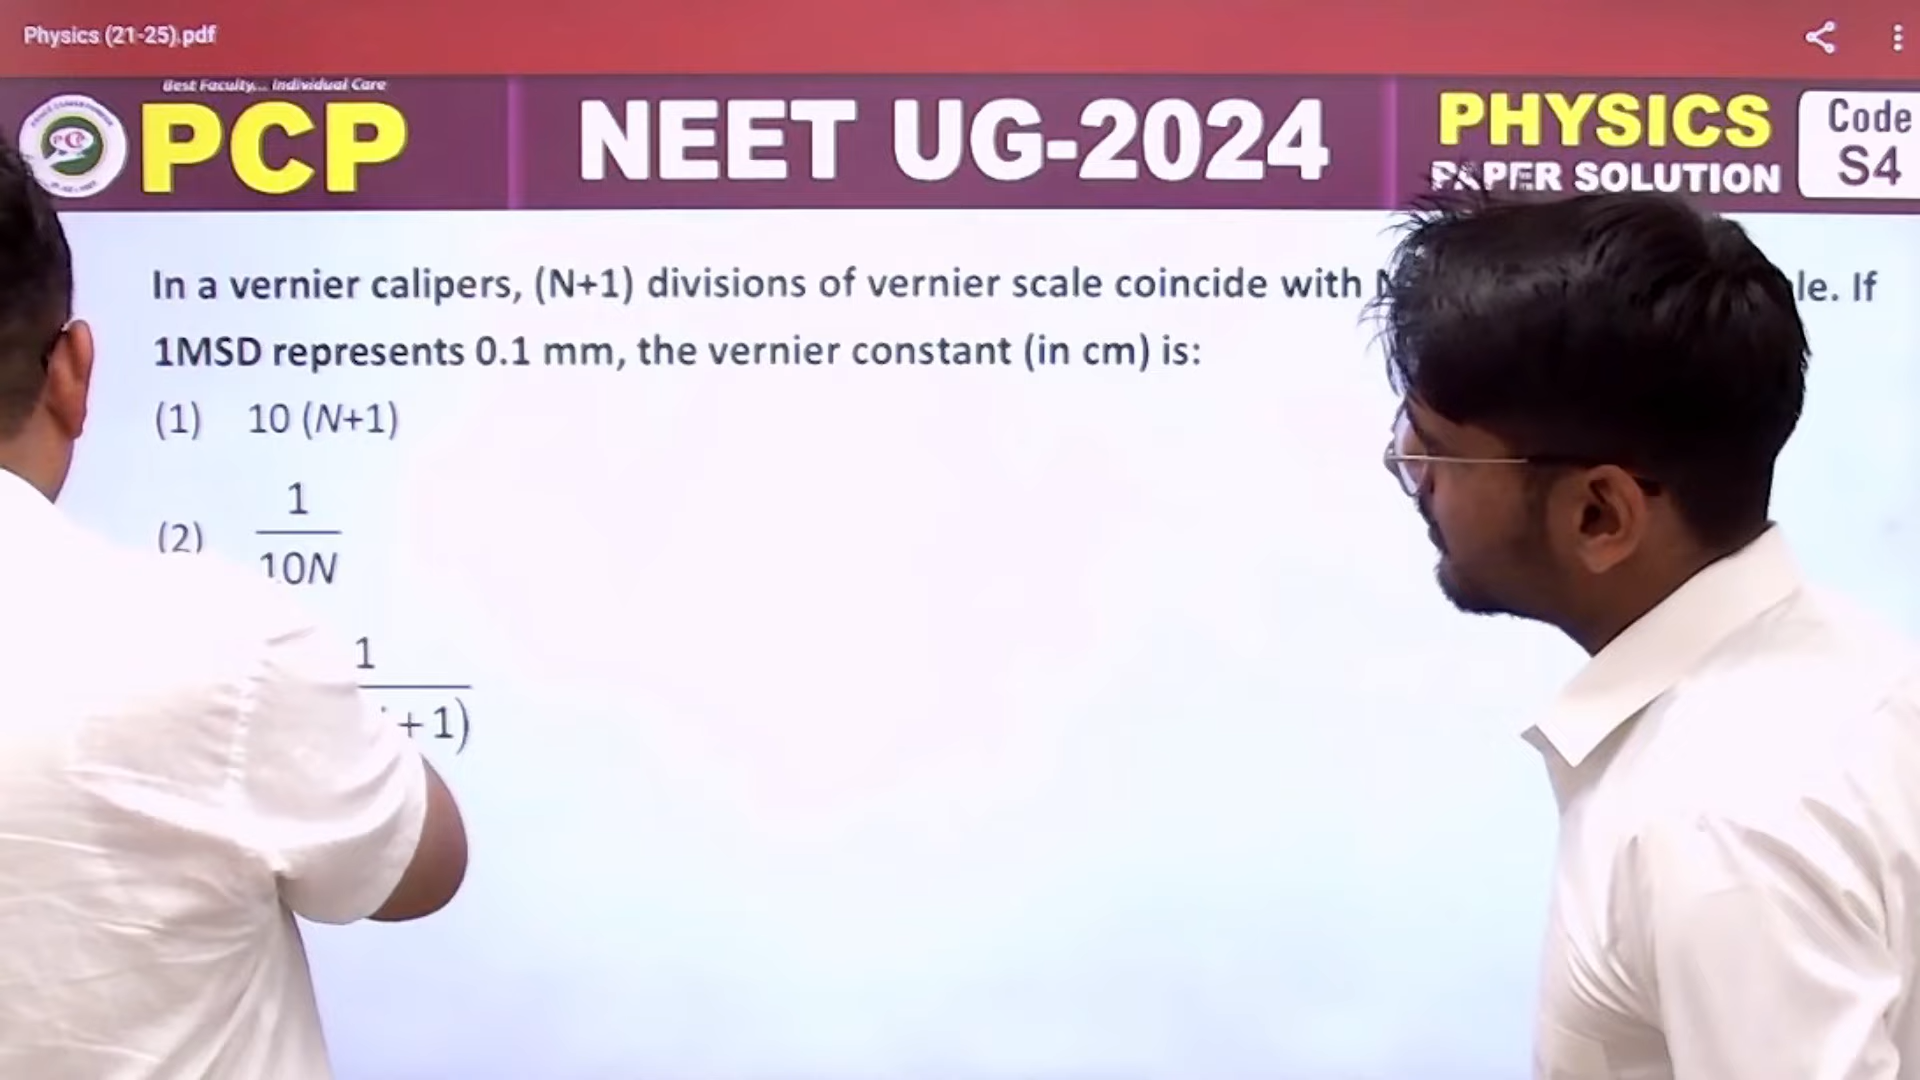 Physics (21-25).pdf
Best Faculty... Individual Care
PCP
NEET UG-2024
PHYSICS
PAPER SOLUTION
Code
S4
In a vernier calipers, (N+1) divisions of vernier scale coincide with If
1MSD represents 0.1 mm, the vernier constant (in cm) is:
(1) 10 (N+1)
(2) 1
10N
1
+1)